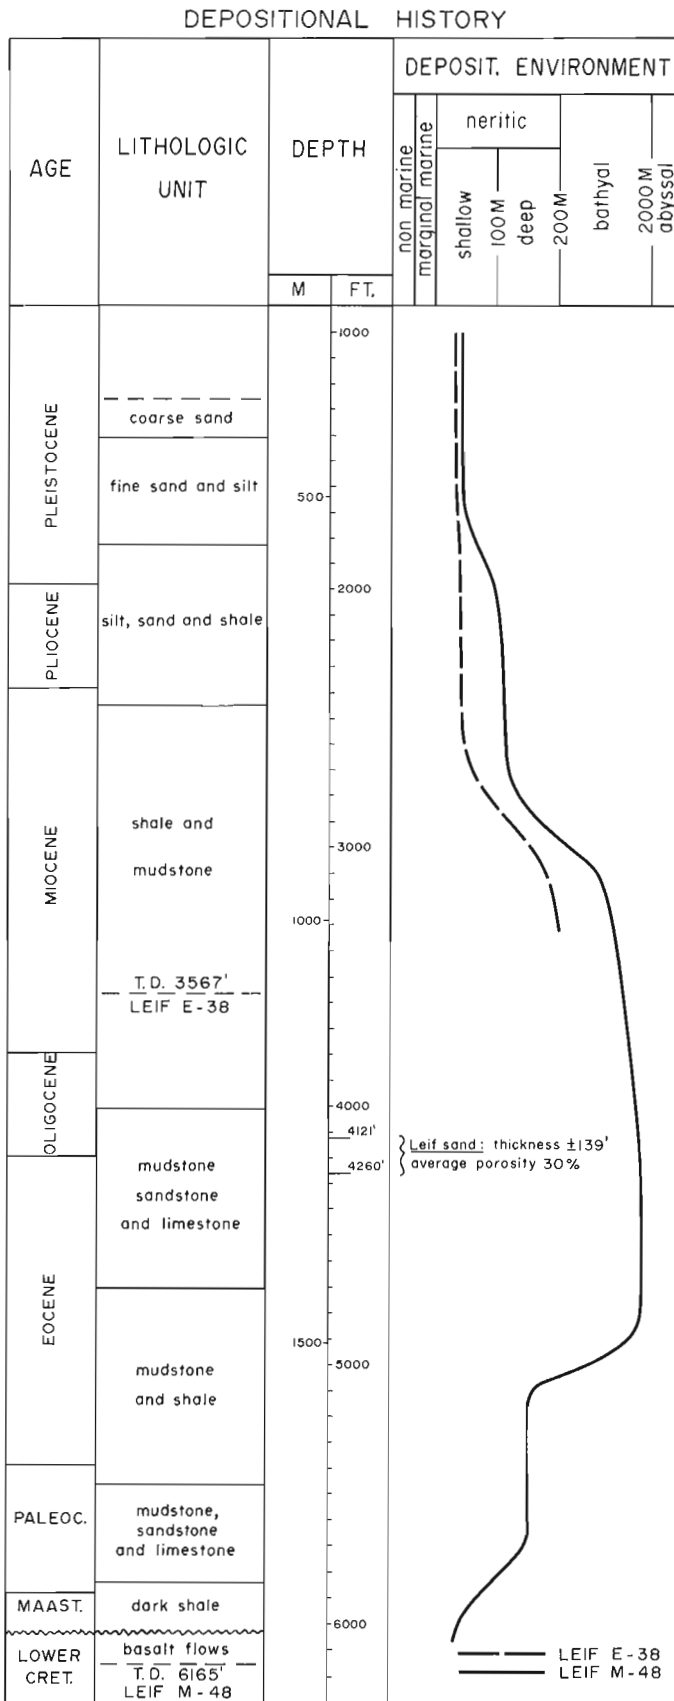 DEPOSITIONAL HISTORY
AGE
LITHOLOGIC
UNIT
DEPTH
M
FT.
DEPOSIT. ENVIRONMENT
non marine
marginal marine
neritic
shallow
100M
deep
200M
bathyal
2000M
abyssal
PLEISTOCENE
PLIOCENE
MIOCENE
OLIGOCENE
EOCENE
PALEOC.
MAAST.
LOWER
CRET.
coarse sand
fine sand and silt
silt, sand and shale
shale and
mudstone
T.D. 3567'
LEIF E-38
mudstone
sandstone
and limestone
mudstone
and shale
mudstone,
sandstone
and limestone
dark shale
basalt flows
T.D. 6165'
LEIF M-48
500
1000
1500
1000
2000
3000
4000
4121'
4260'
5000
6000
Leif sand: thickness ±139'
average porosity 30%
LEIF E-38
LEIF M-48